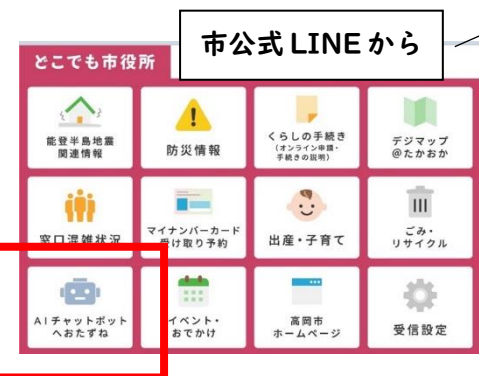 市公式LINEから
どこでも市役所
能登半島地震
関連情報
防災情報
くらしの手続き
(オンライン申請・
手続きの説明)
デジマップ
@たかおか
窓口混雑状況
マイナンバーカード
受け取り予約
出産・子育て
ごみ・
リサイクル
AIチャットボット
へおたずね
イベント・
おでかけ
高岡市
ホームページ
受信設定